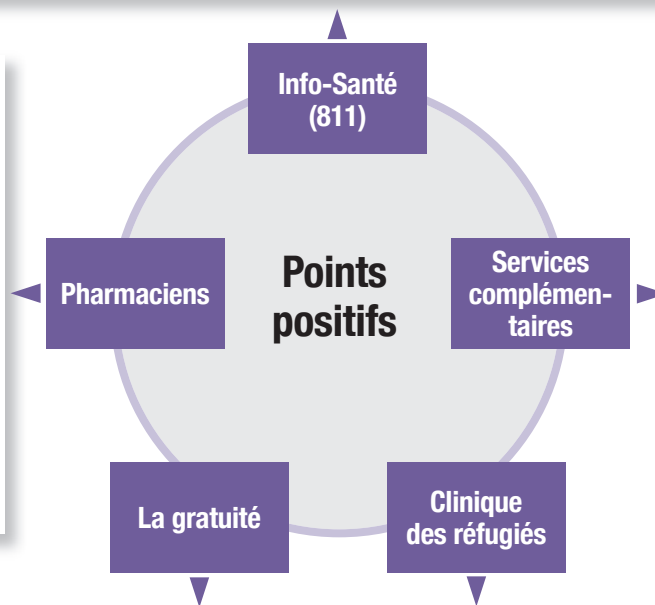 Info-Santé
(811)
Pharmaciens
Points
positifs
Services
complémen-
taires
La gratuité
Clinique
des réfugiés